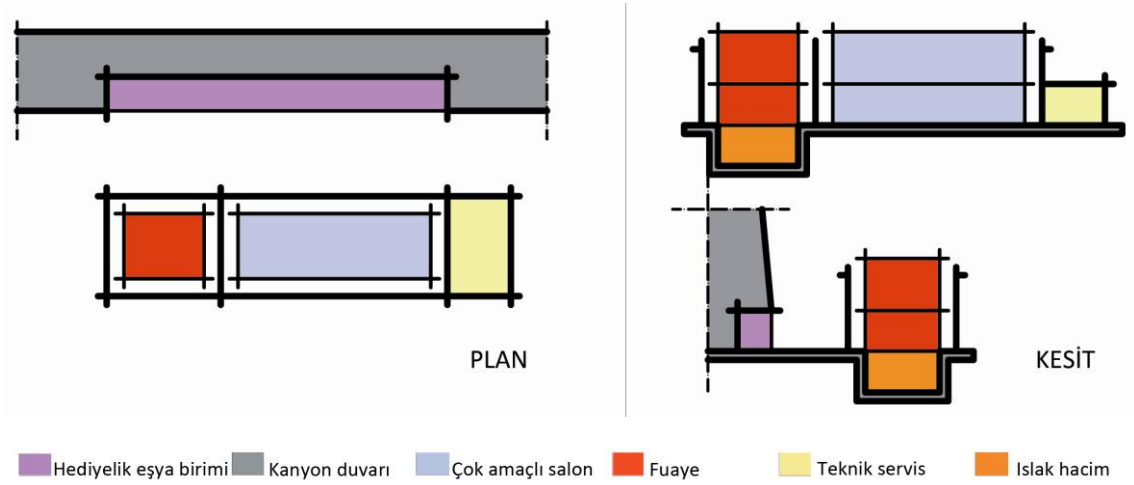 PLAN
KESİT
Hediyelik eşya birimi Kanyon duvarı Çok amaçlı salon Fuaye Teknik servis Islak hacim